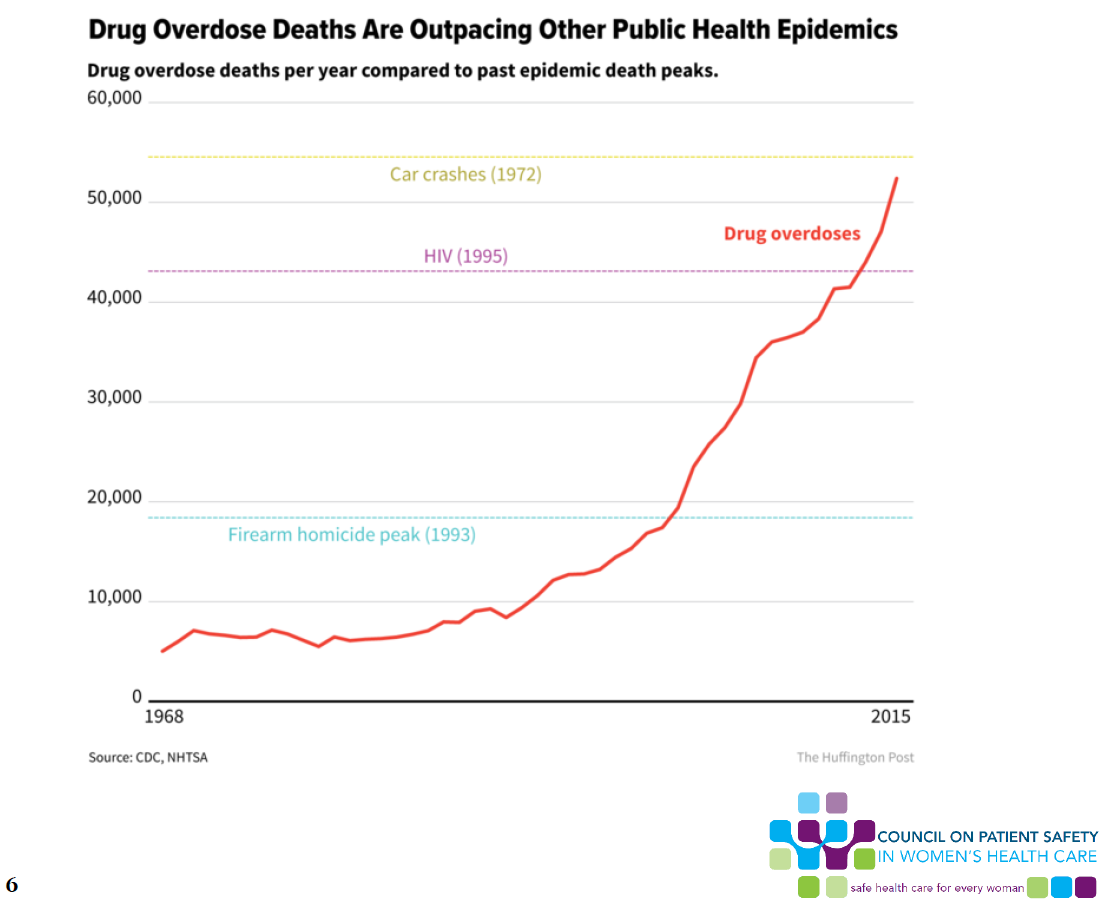 Drug Overdose Deaths Are Outpacing Other Public Health Epidemics
Drug overdose deaths per year compared to past epidemic death peaks.
60,000
Car crashes (1972)
50,000
Drug overdoses
HIV (1995)
40,000
30,000
20,000
Firearm homicide peak (1993)
10,000
0
1968
2015
Source: CDC, NHTSA
The Huffington Post
COUNCIL ON PATIENT SAFETY
IN WOMEN'S HEALTH CARE
safe health care for every woman
6